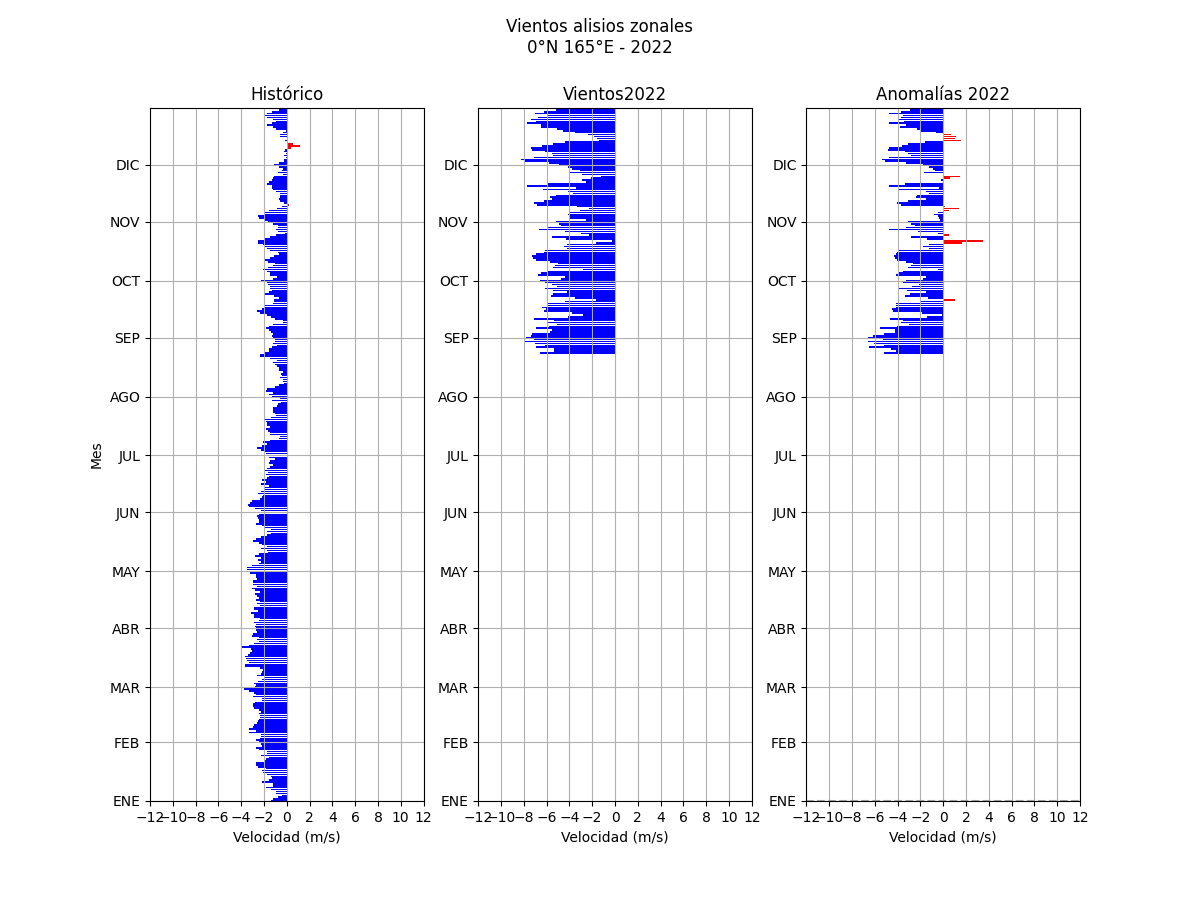 Vientos alisios zonales
0°N 165°E - 2022
Histórico
Vientos2022
Anomalías 2022
Mes
DIC
NOV
OCT
SEP
AGO
JUL
JUN
MAY
ABR
MAR
FEB
ENE
−12 −10 −8 −6 −4 −2 0 2 4 6 8 10 12
Velocidad (m/s)
DIC
NOV
OCT
SEP
AGO
JUL
JUN
MAY
ABR
MAR
FEB
ENE
−12 −10 −8 −6 −4 −2 0 2 4 6 8 10 12
Velocidad (m/s)
DIC
NOV
OCT
SEP
AGO
JUL
JUN
MAY
ABR
MAR
FEB
ENE
−12 −10 −8 −6 −4 −2 0 2 4 6 8 10 12
Velocidad (m/s)